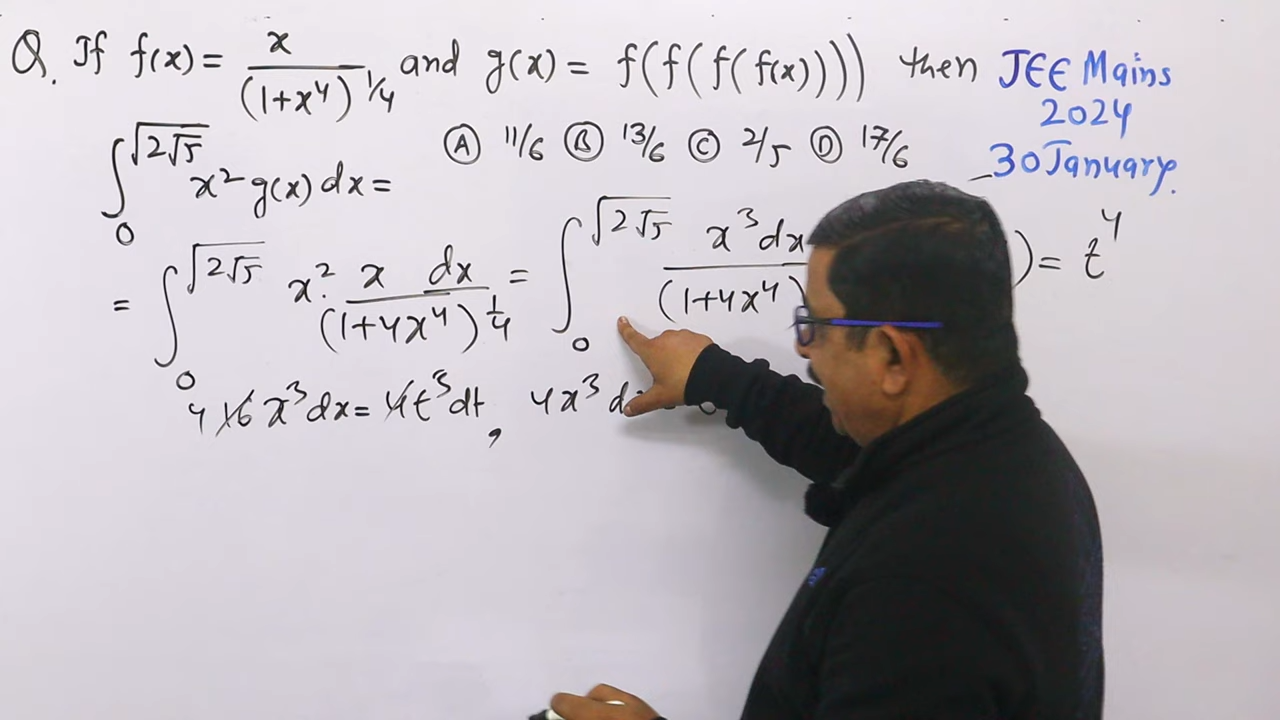 Q. If f(x) = x/(1+x⁴)^1/4 and g(x) = f(f(f(f(x)))) then
JEE Mains
2024
30 January.
∫₀^√(2√5) x² g(x) dx =
Ⓐ 11/6 Ⓑ 13/6 Ⓒ 2/5 Ⓓ 17/6
= ∫₀^√(2√5) x². x dx/(1+4x⁴)^1/4 = ∫₀^√(2√5) x³ dx/(1+4x⁴) ) = t⁴
4 16 x³ dx = 4t³ dt, 4x³